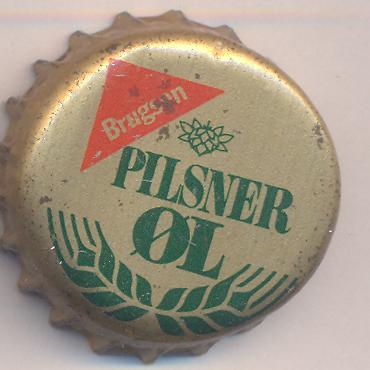 Brugsen
PILSNER
ØL